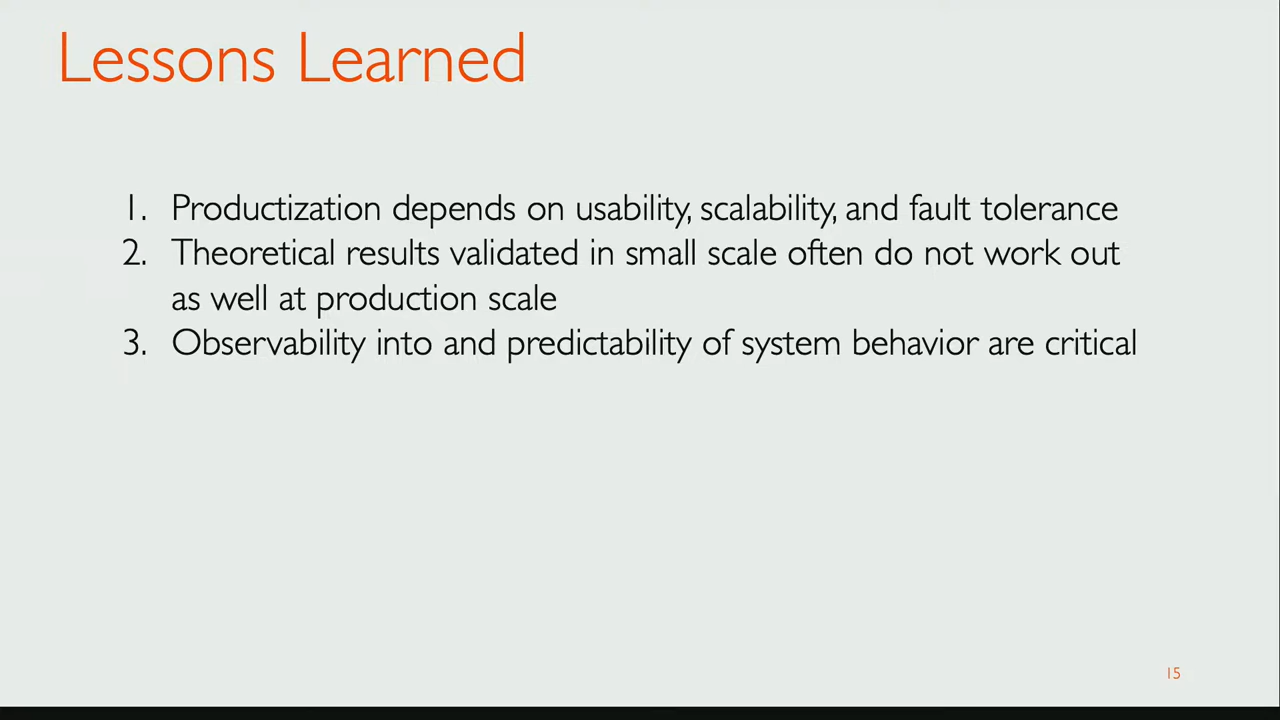 Lessons Learned
1. Productization depends on usability, scalability, and fault tolerance
2. Theoretical results validated in small scale often do not work out
as well at production scale
3. Observability into and predictability of system behavior are critical
15